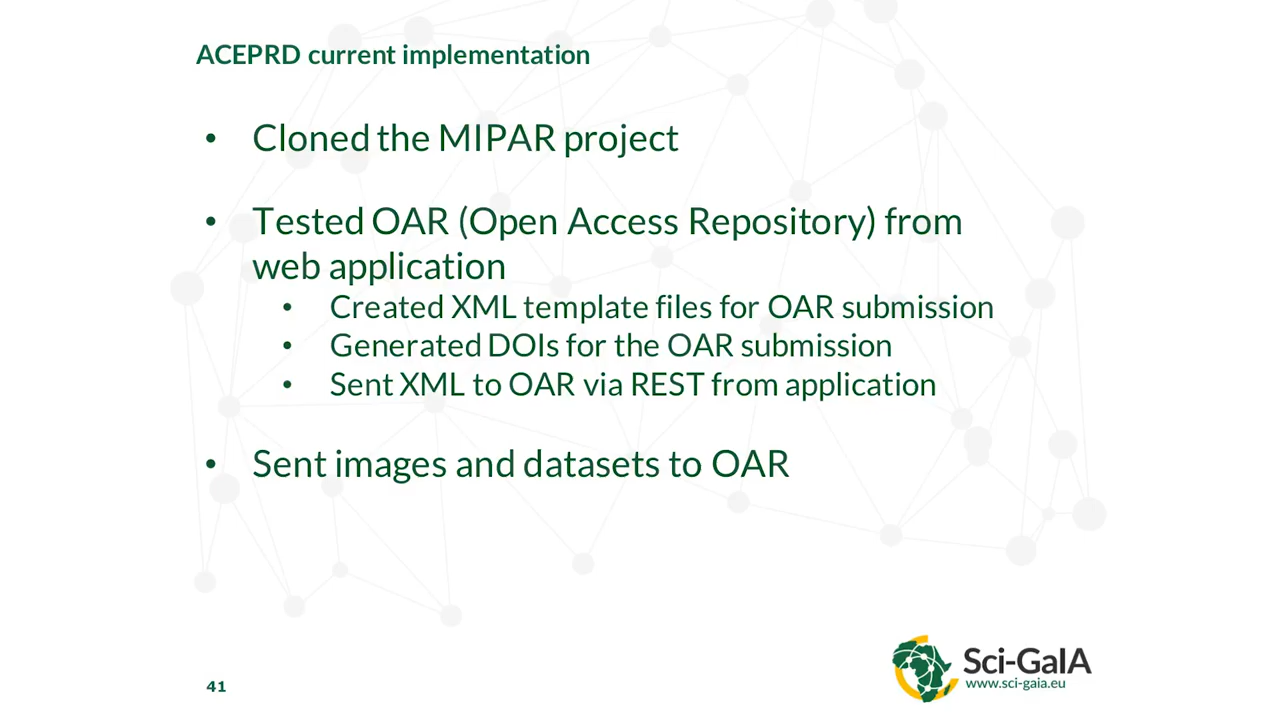 ACEPRD current implementation
• Cloned the MIPAR project
• Tested OAR (Open Access Repository) from
web application
• Created XML template files for OAR submission
• Generated DOIs for the OAR submission
• Sent XML to OAR via REST from application
• Sent images and datasets to OAR
Sci-GaIA
www.sci-gaia.eu
41